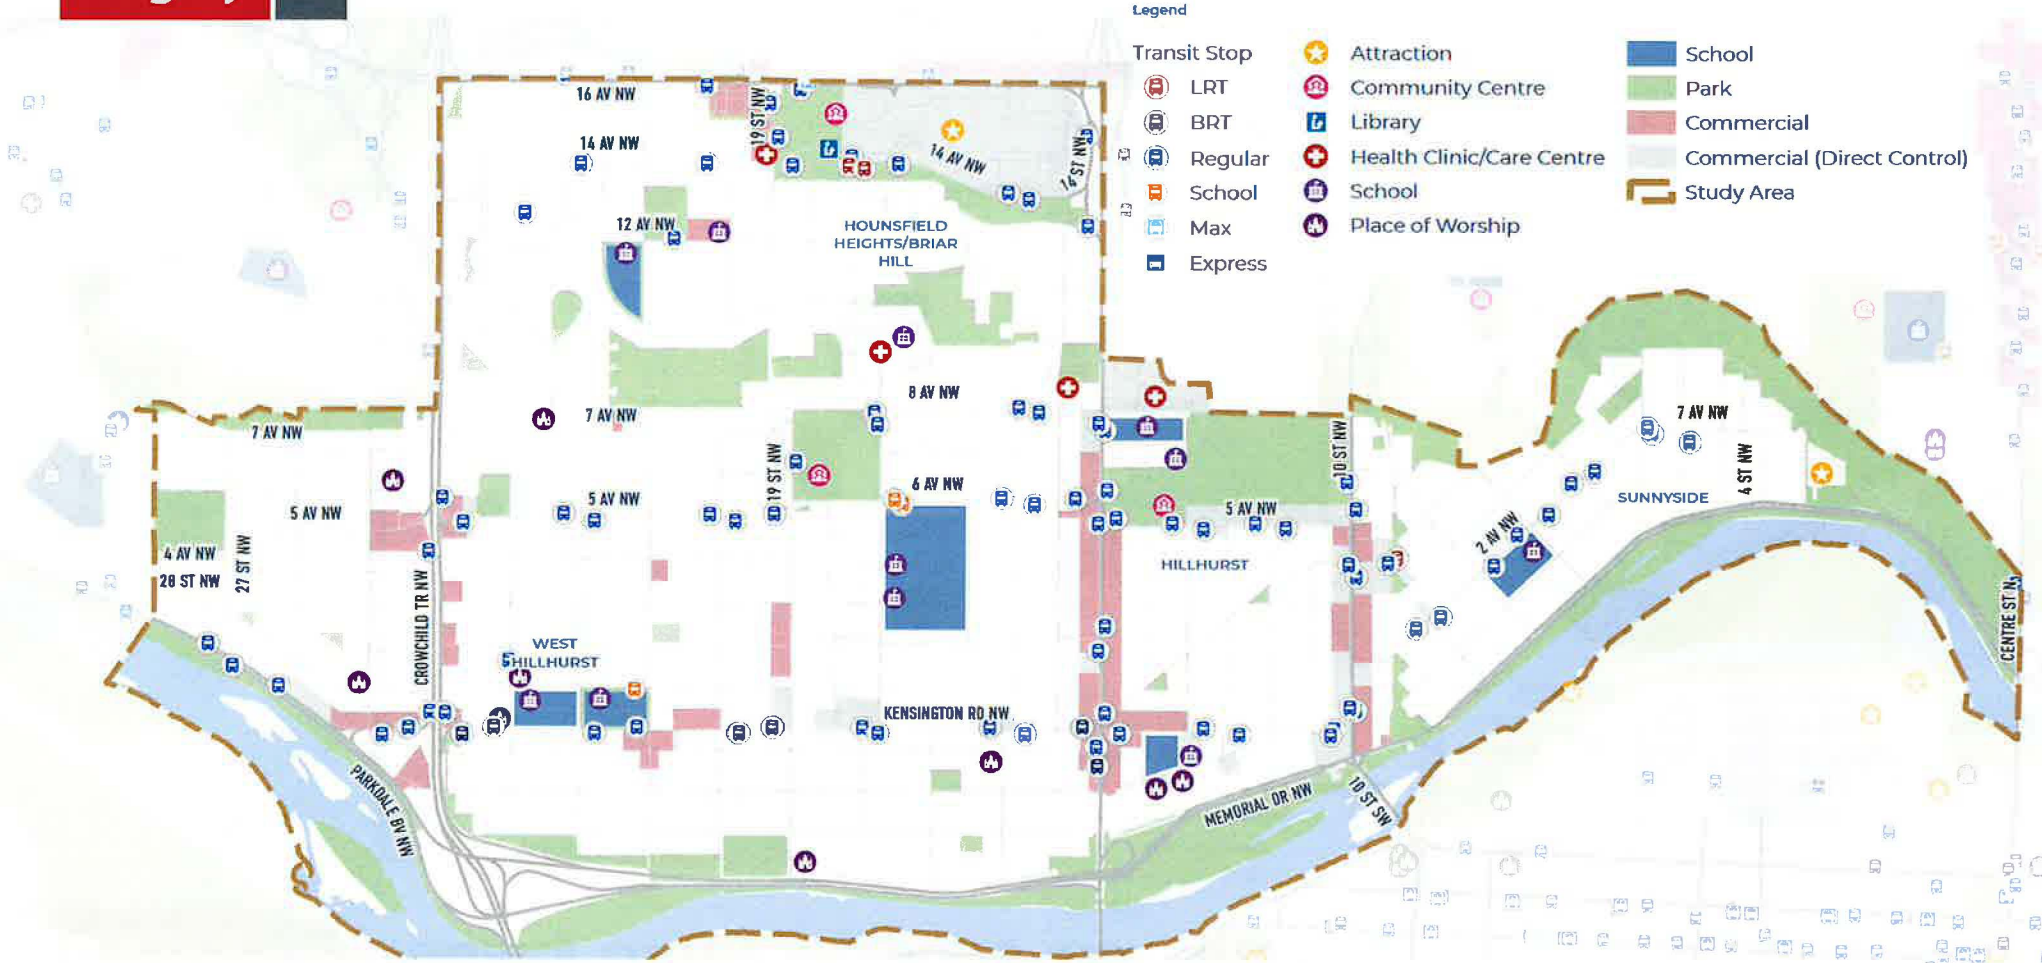 Legend
Transit Stop
LRT
BRT
Regular
School
Max
Express
Attraction
Community Centre
Library
Health Clinic/Care Centre
School
Place of Worship
School
Park
Commercial
Commercial (Direct Control)
Study Area
16 AV NW
19 ST NW
14 AV NW
14 AV NW
12 AV NW
HOUNSFIELD
HEIGHTS/BRIAR
HILL
8 AV NW
7 AV NW
7 AV NW
7 AV NW
19 ST NW
10 ST NW
4 ST NW
6 AV NW
5 AV NW
5 AV NW
5 AV NW
SUNNYSIDE
2 AV NW
4 AV NW
28 ST NW
27 ST NW
HILLHURST
CROWCHILD TR NW
CENTRE ST N
WEST
HILLHURST
KENSINGTON RD NW
PARKDALE BV NW
MEMORIAL DR NW
10 ST SW